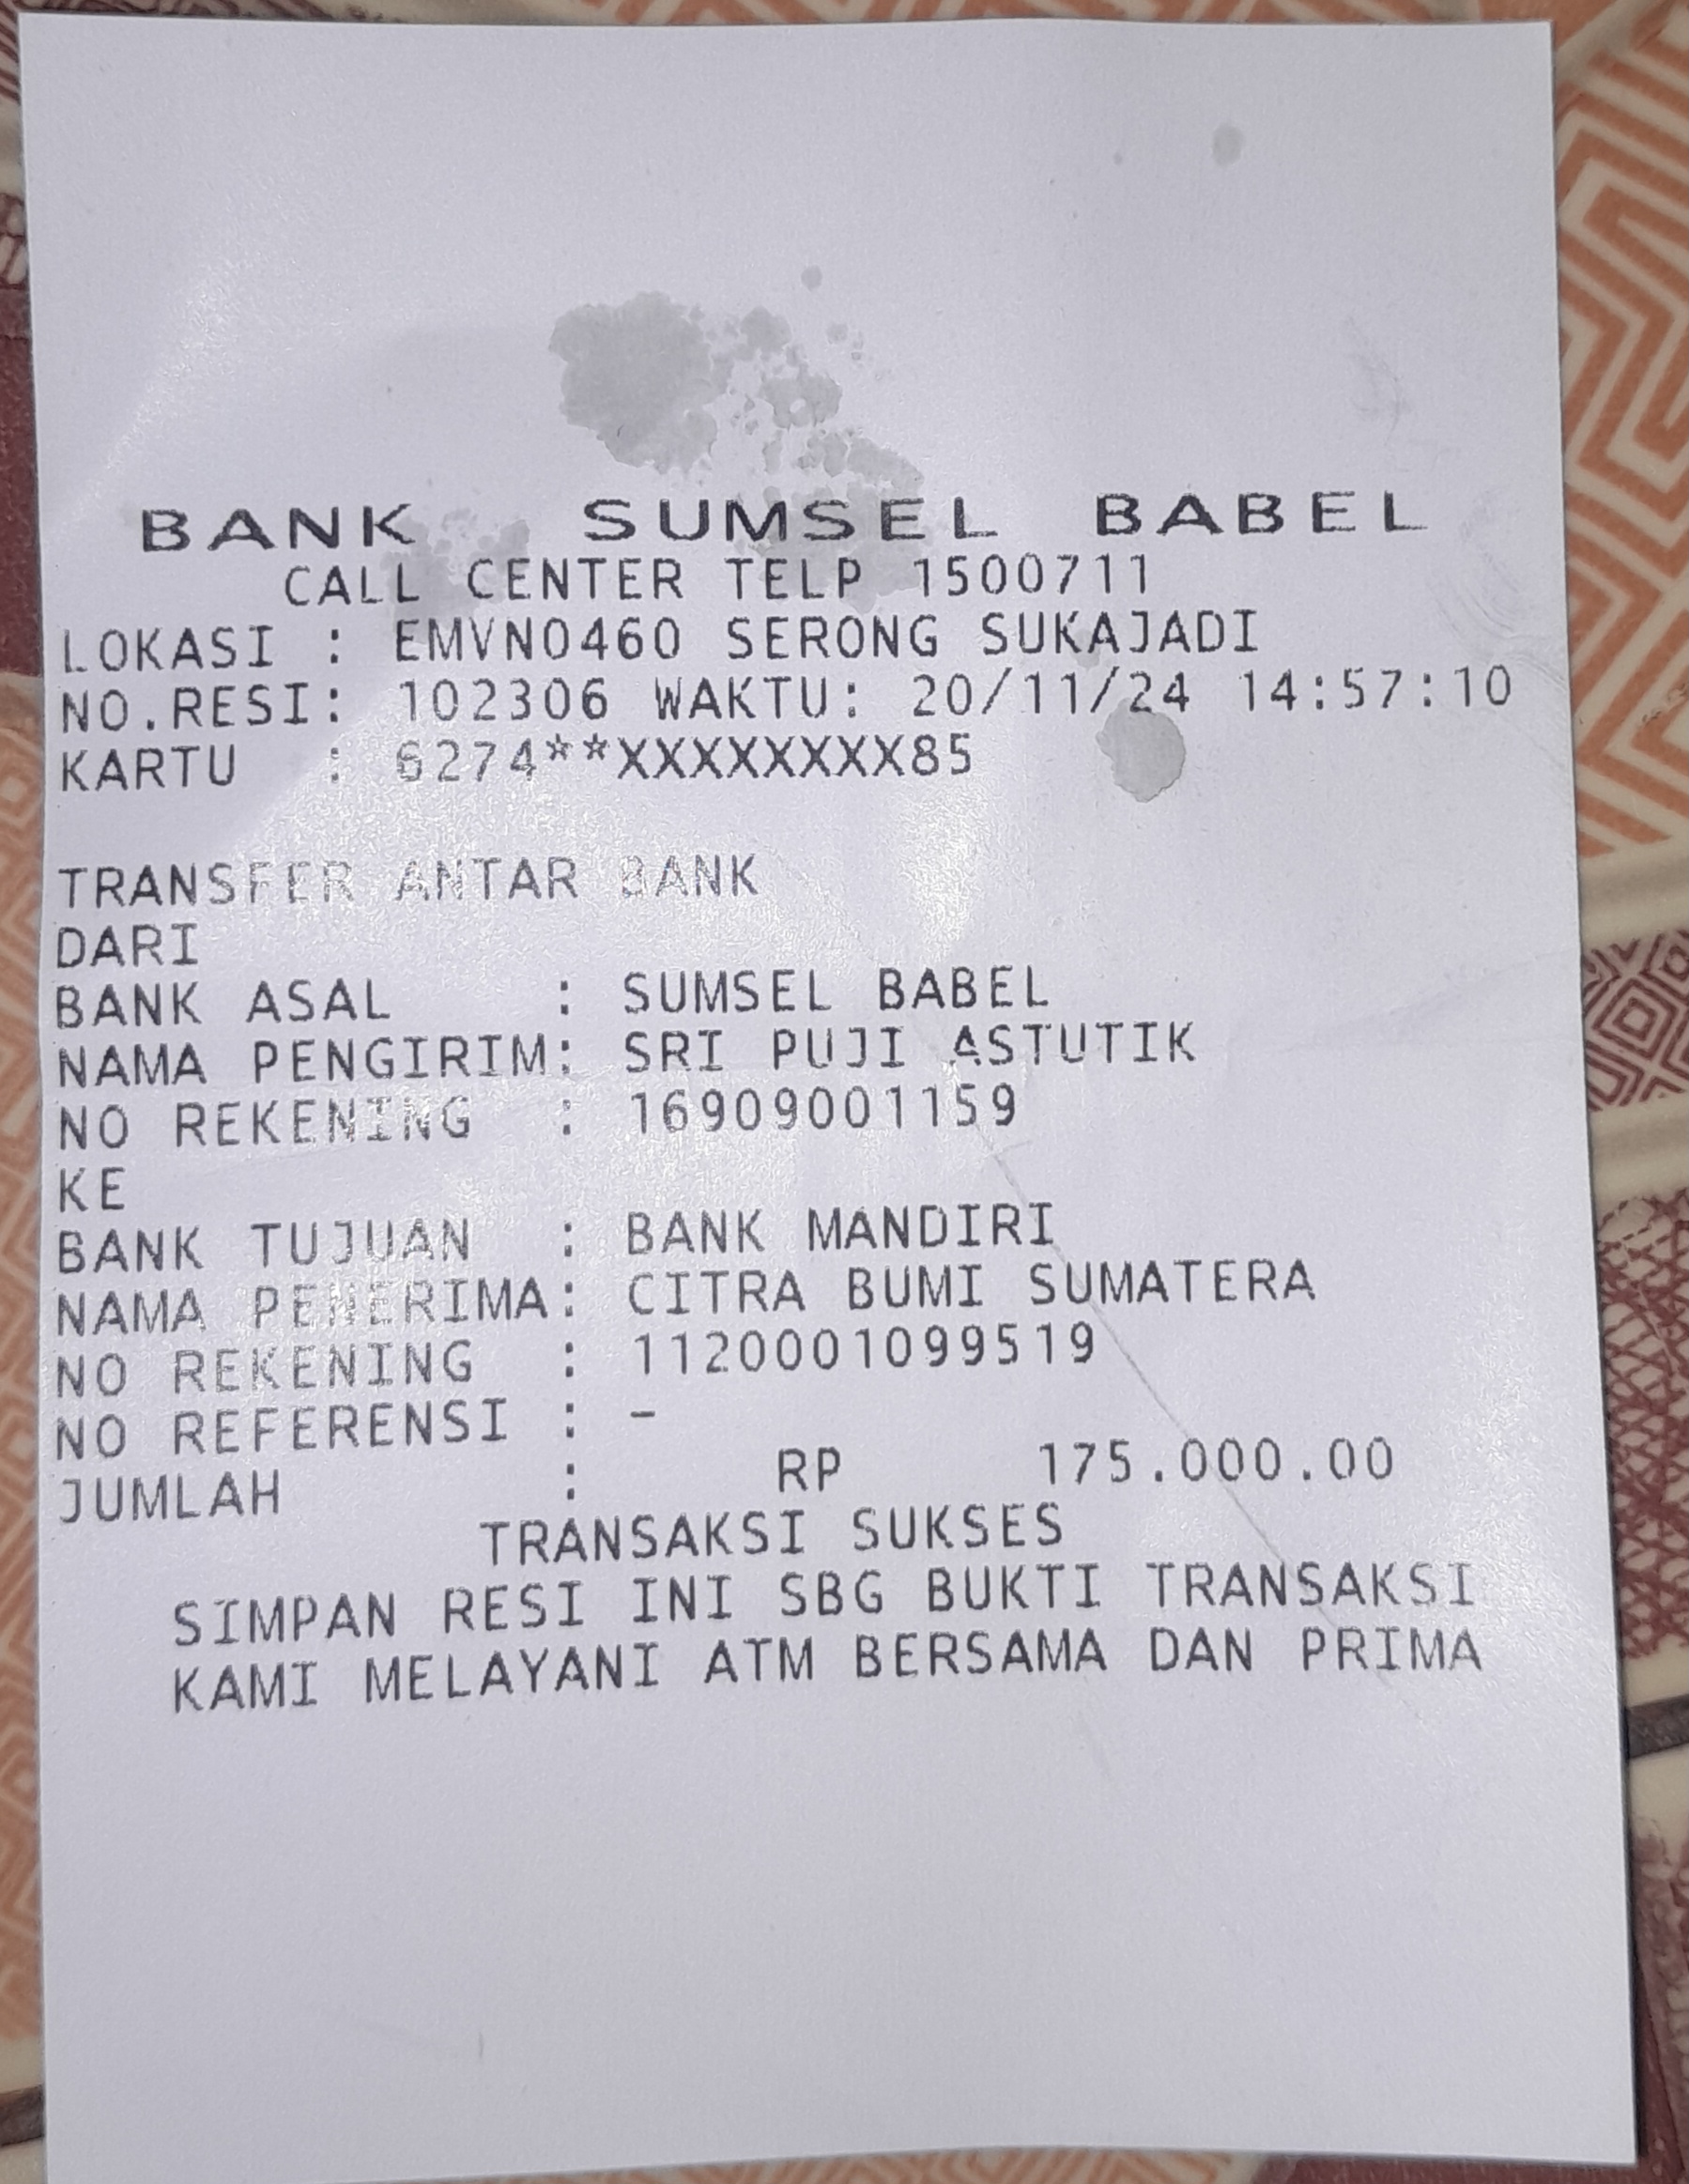 BANK SUMSEL BABEL
CALL CENTER TELP 1500711
LOKASI : EMVN0460 SERONG SUKAJADI
NO.RESI: 102306 WAKTU: 20/11/24 14:57:10
KARTU : 6274**XXXXXXXX85
TRANSFER ANTAR BANK
DARI
BANK ASAL : SUMSEL BABEL
NAMA PENGIRIM: SRI PUJI ASTUTIK
NO REKENING : 16909001159
KE
BANK TUJUAN : BANK MANDIRI
NAMA PENERIMA: CITRA BUMI SUMATERA
NO REKENING : 1120001099519
NO REFERENSI : -
JUMLAH : RP 175.000.00
TRANSAKSI SUKSES
SIMPAN RESI INI SBG BUKTI TRANSAKSI
KAMI MELAYANI ATM BERSAMA DAN PRIMA